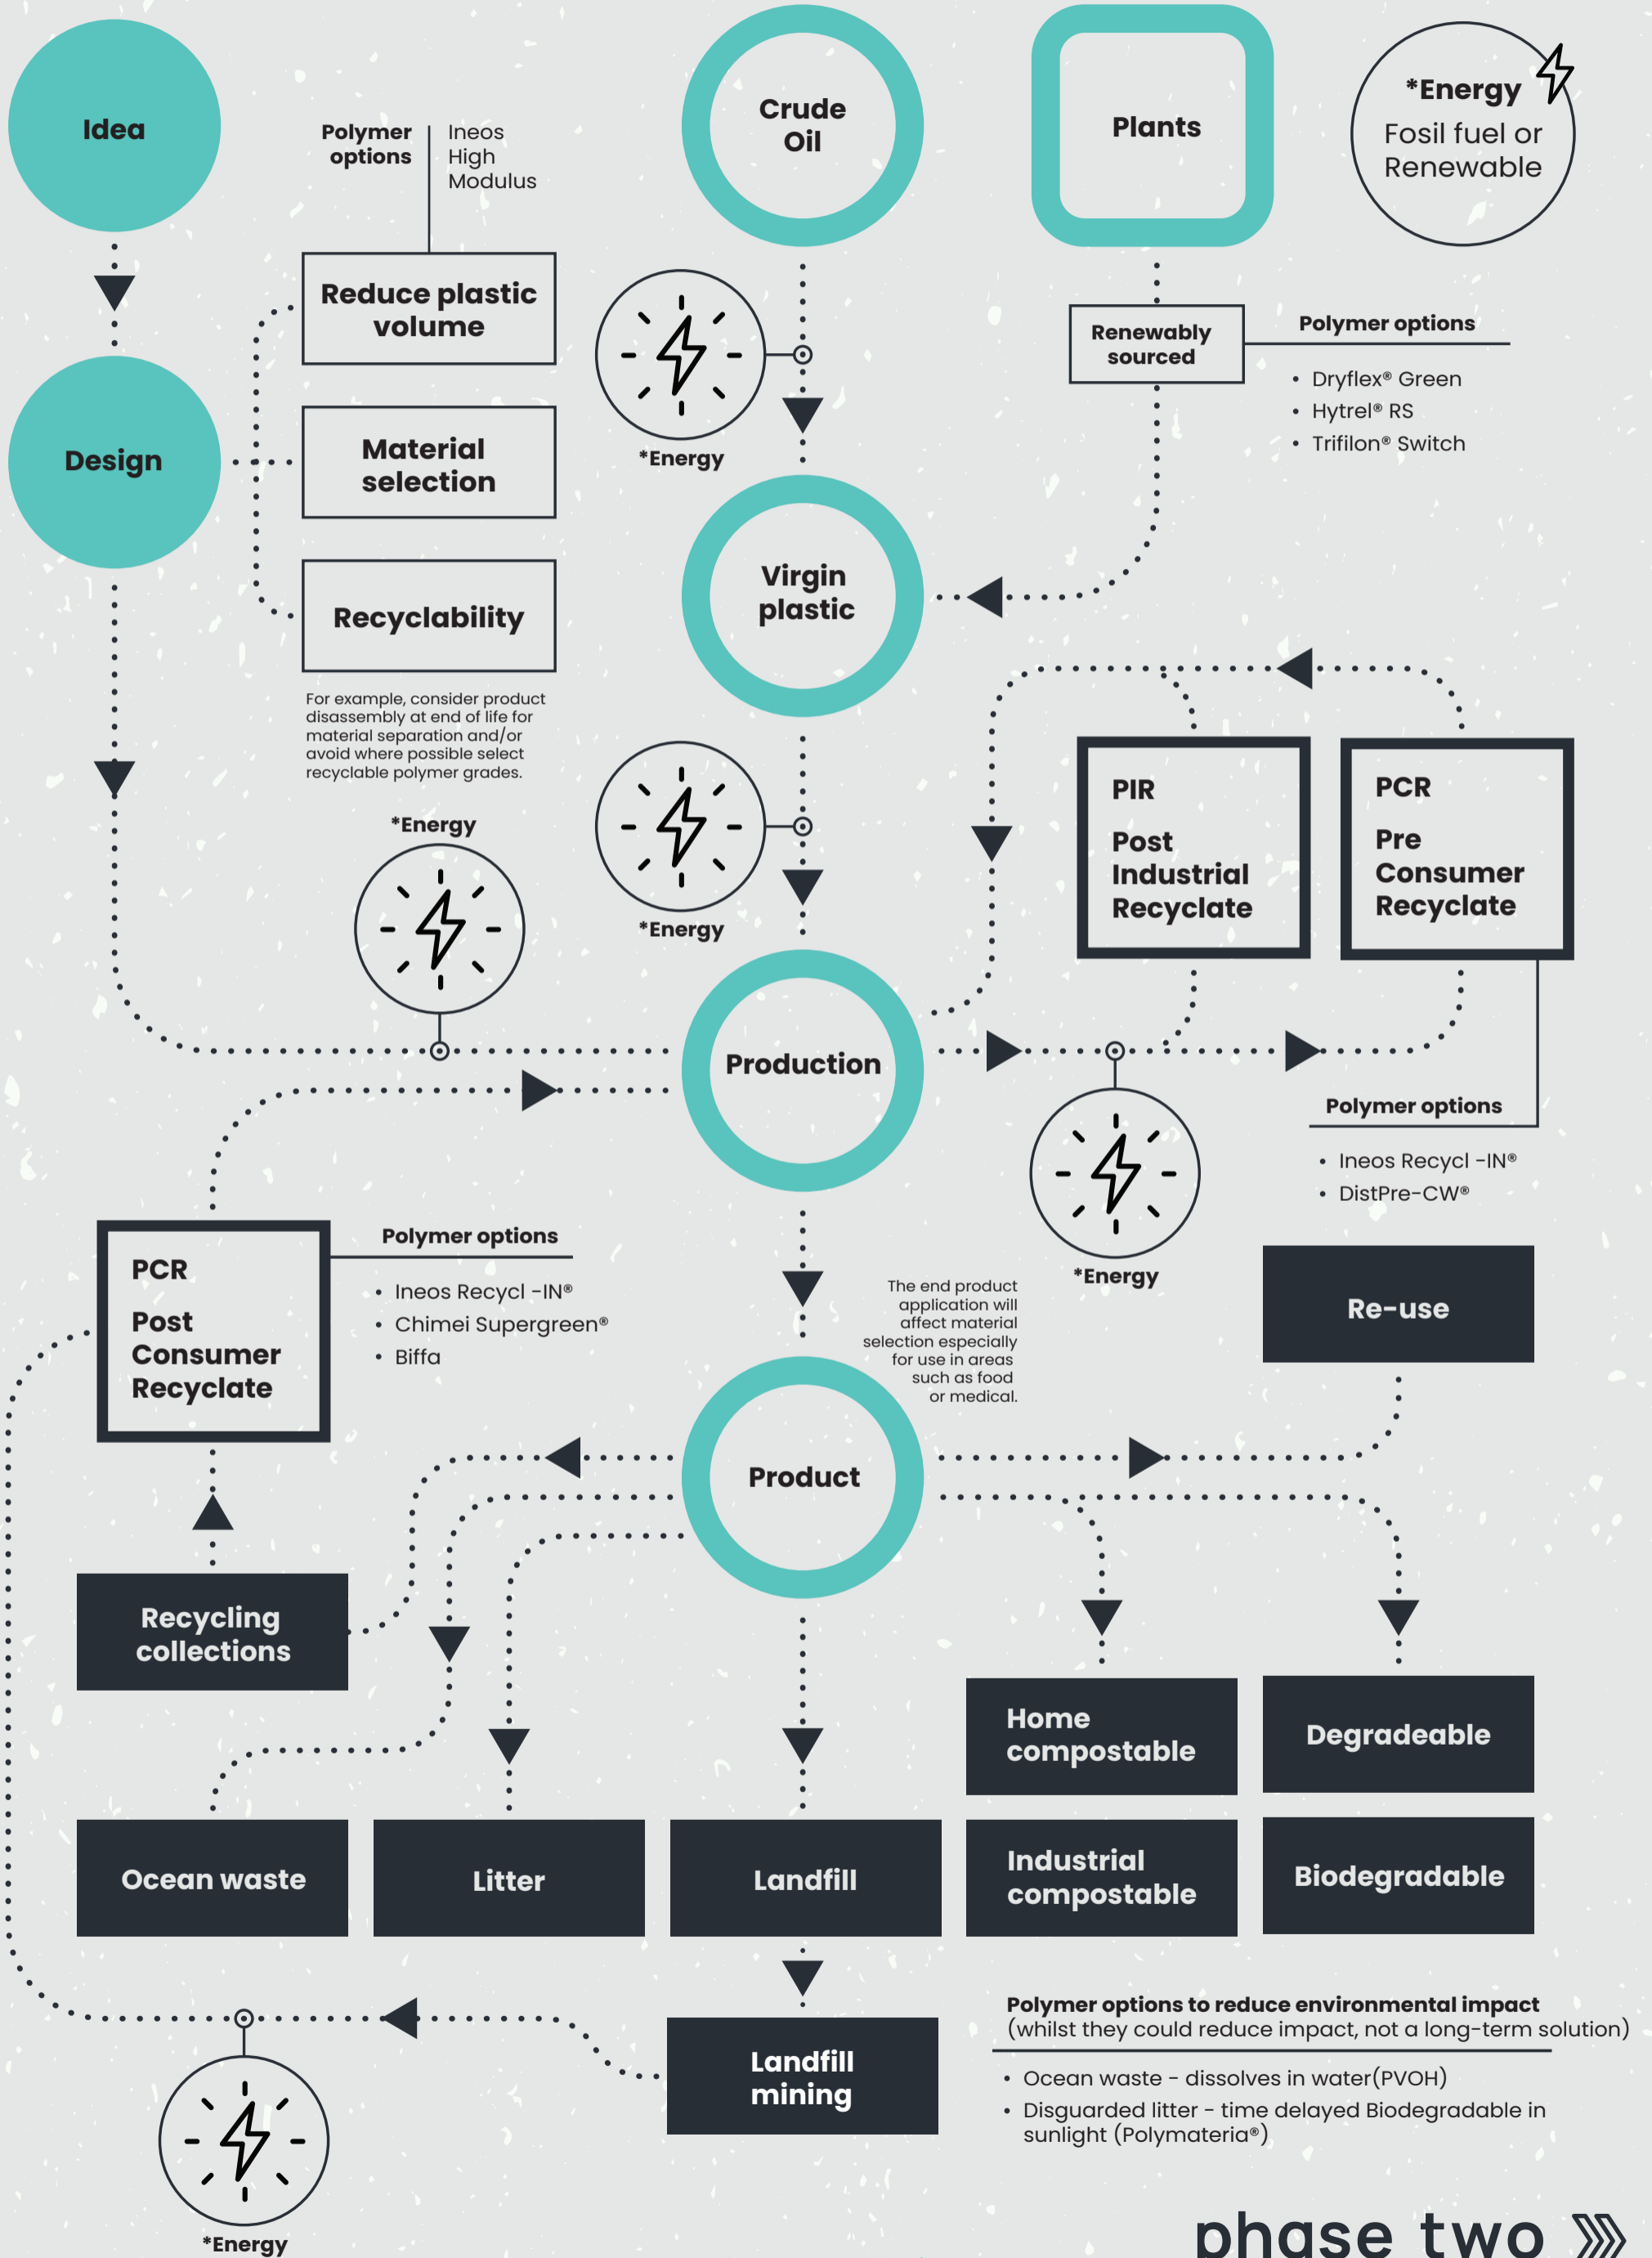 Idea
Polymer
options
Ineos
High
Modulus
Crude
Oil
Plants
*Energy
Fosil fuel or
Renewable
Reduce plastic
volume
Renewably
sourced
Polymer options
• Dryflex® Green
• Hytrel® RS
• Trifilon® Switch
Design
Material
selection
*Energy
Recyclability
For example, consider product
disassembly at end of life for
material separation and/or
avoid where possible select
recyclable polymer grades.
Virgin
plastic
*Energy
*Energy
PIR
Post
Industrial
Recyclate
PCR
Pre
Consumer
Recyclate
Production
Polymer options
• Ineos Recycl -IN®
• DistPre-CW®
*Energy
PCR
Post
Consumer
Recyclate
Polymer options
• Ineos Recycl -IN®
• Chimei Supergreen®
• Biffa
The end product
application will
affect material
selection especially
for use in areas
such as food
or medical.
Re-use
Product
Recycling
collections
Home
compostable
Degradeable
Ocean waste
Litter
Landfill
Industrial
compostable
Biodegradable
Landfill
mining
Polymer options to reduce environmental impact
(whilst they could reduce impact, not a long-term solution)
• Ocean waste - dissolves in water(PVOH)
• Disguarded litter - time delayed Biodegradable in
sunlight (Polymateria®)
*Energy
phase two